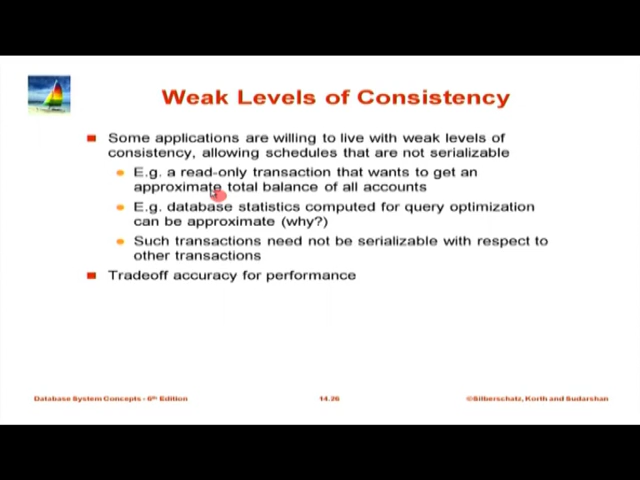 Weak Levels of Consistency
Some applications are willing to live with weak levels of
consistency, allowing schedules that are not serializable
E.g. a read-only transaction that wants to get an
approximate total balance of all accounts
E.g. database statistics computed for query optimization
can be approximate (why?)
Such transactions need not be serializable with respect to
other transactions
Tradeoff accuracy for performance
Database System Concepts - 6th Edition
14.26
©Silberschatz, Korth and Sudarshan